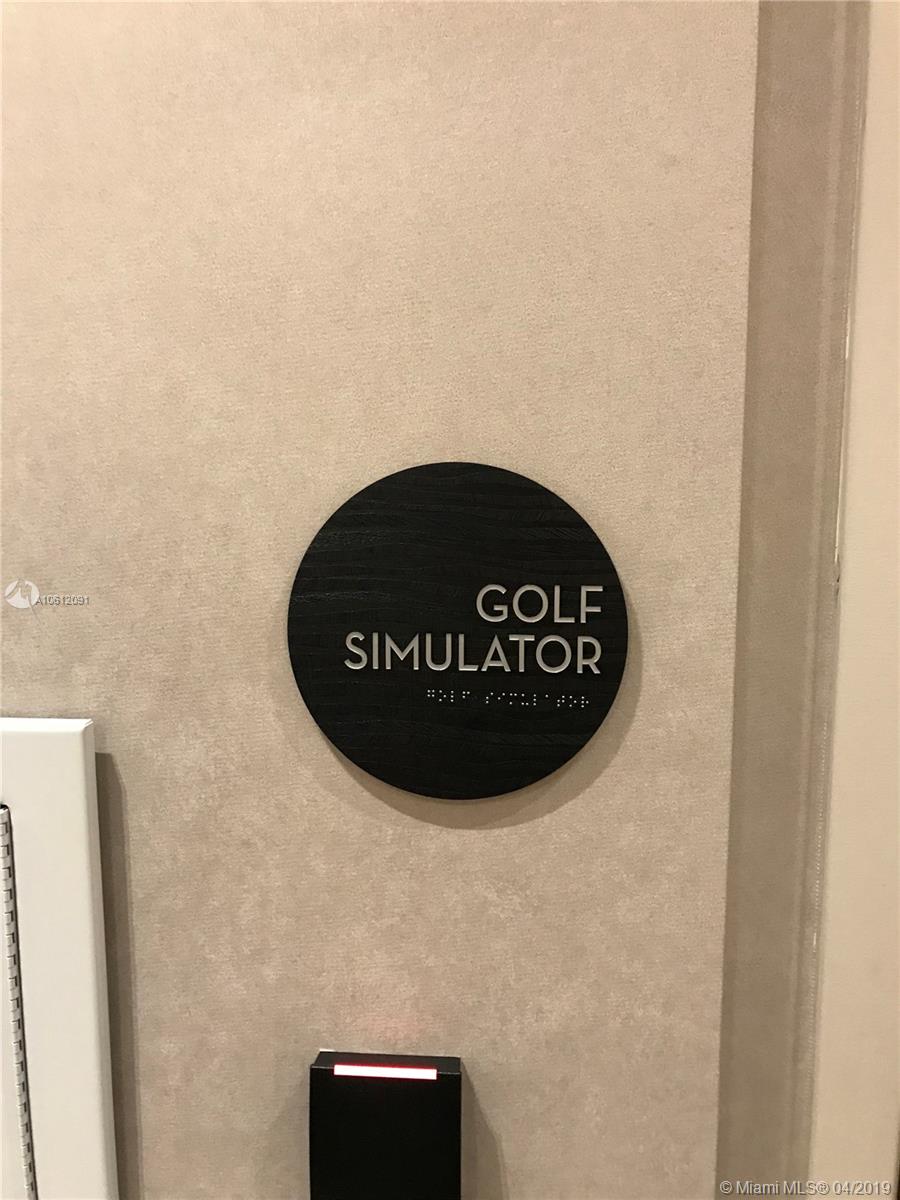 GOLF
SIMULATOR
⠛⠕⠇⠋ ⠎⠊⠍⠥⠇⠁⠞⠕⠗
A10612091
© Miami MLS® 04/2019